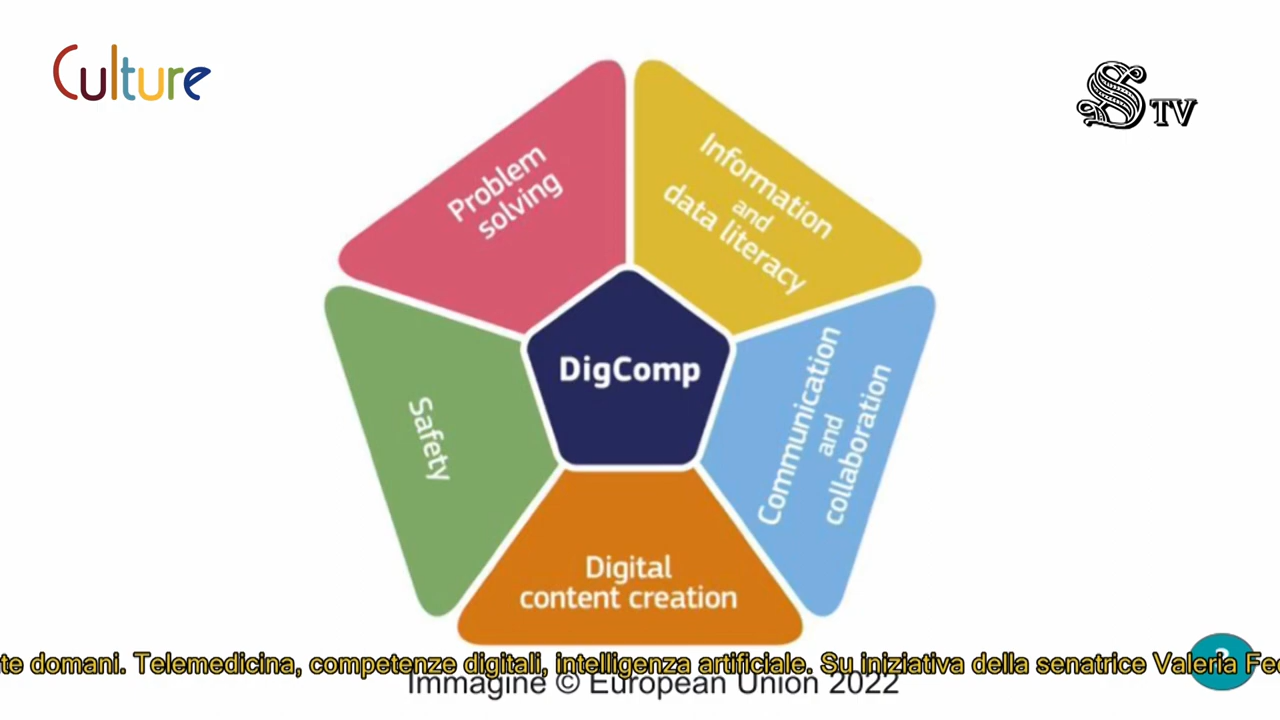 Culture
STV
Problem
solving
Information
and
data literacy
DigComp
Safety
Communication
and
collaboration
Digital
content creation
te domani. Telemedicina, competenze digitali, intelligenza artificiale. Su iniziativa della senatrice Valeria Fe
Immagine © European Union 2022